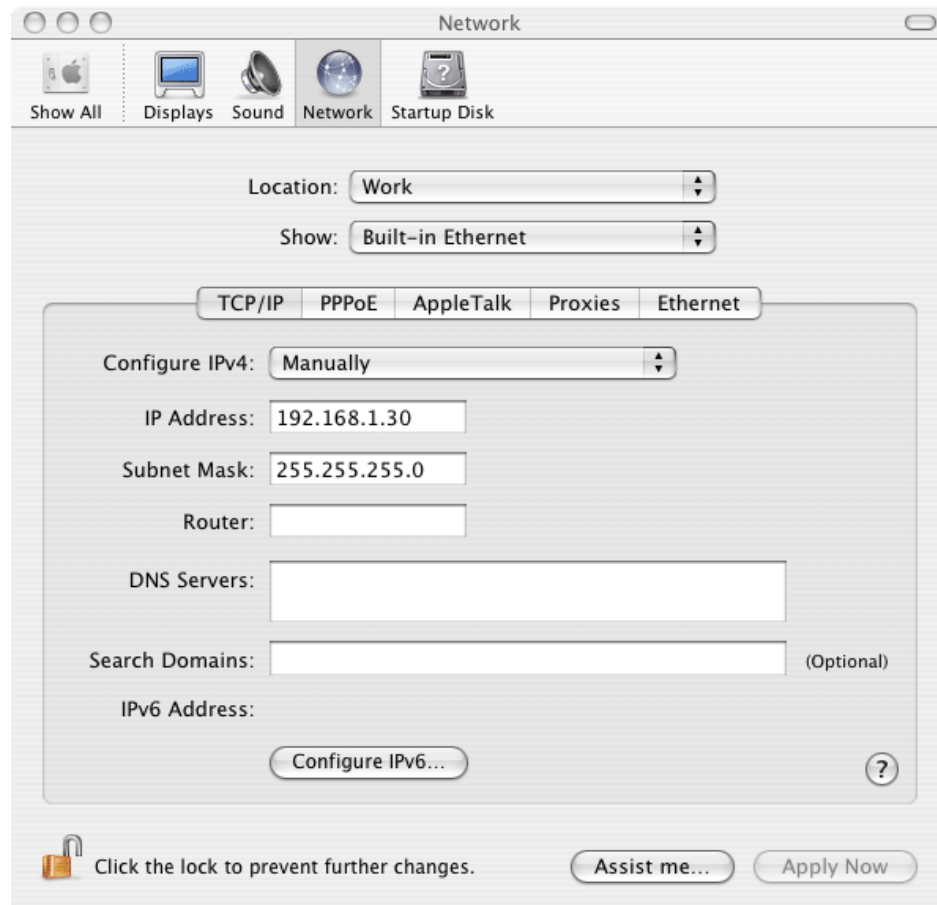 Network
Show All Displays Sound Network Startup Disk
Location: Work
Show: Built-in Ethernet
TCP/IP PPPoE AppleTalk Proxies Ethernet
Configure IPv4: Manually
IP Address: 192.168.1.30
Subnet Mask: 255.255.255.0
Router:
DNS Servers:
Search Domains: (Optional)
IPv6 Address:
Configure IPv6...
?
Click the lock to prevent further changes. Assist me... Apply Now